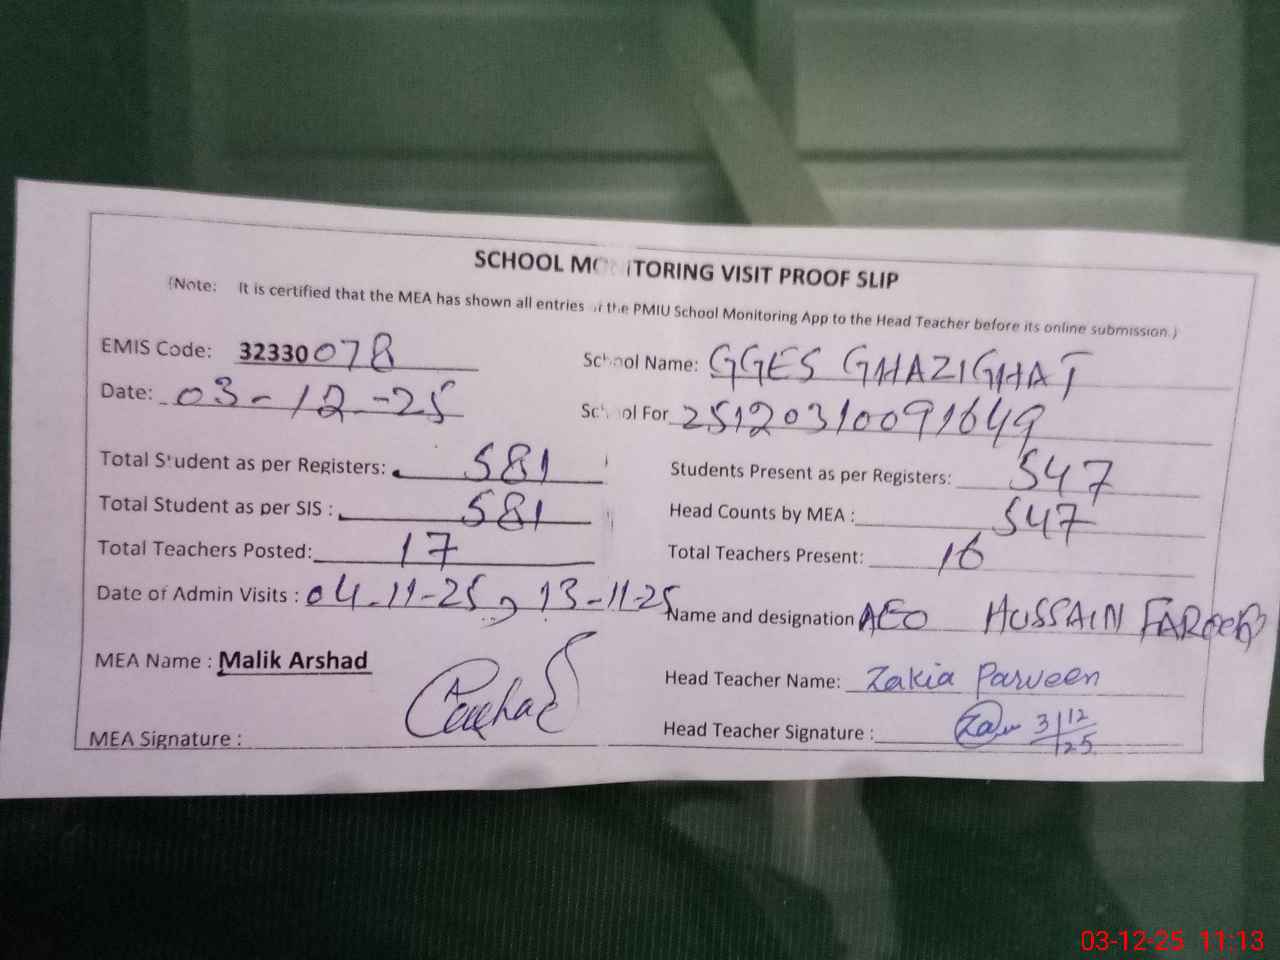 SCHOOL MONITORING VISIT PROOF SLIP
(Note: It is certified that the MEA has shown all entries of the PMIU School Monitoring App to the Head Teacher before its online submission.)
EMIS Code: 32330078 School Name: GGES GHAZIGHAT
Date: 03-12-25 School For 25120310091649
Total Student as per Registers: 581 Students Present as per Registers: 547
Total Student as per SIS : 581 Head Counts by MEA : 547
Total Teachers Posted: 17 Total Teachers Present: 16
Date of Admin Visits : 04-11-25, 13-11-25 Name and designation AEO HUSSAIN FAROOQ
MEA Name : Malik Arshad Head Teacher Name: Zakia Parveen
MEA Signature : Arshad Head Teacher Signature : 3/12/25
03-12-25 11:13